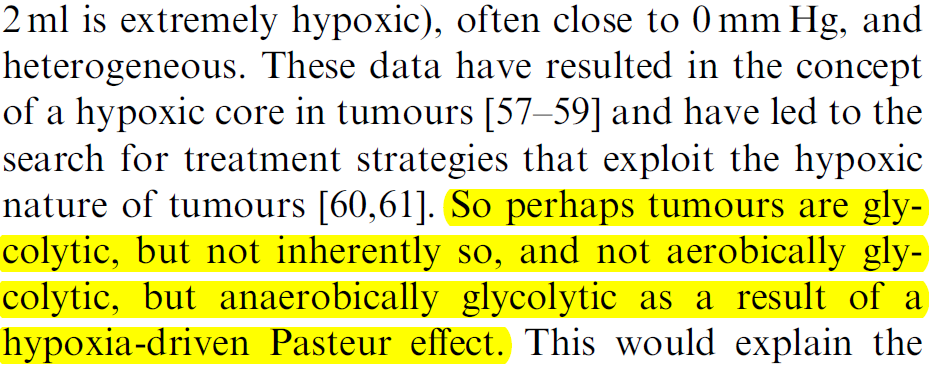 2 ml is extremely hypoxic), often close to 0 mm Hg, and
heterogeneous. These data have resulted in the concept
of a hypoxic core in tumours [57–59] and have led to the
search for treatment strategies that exploit the hypoxic
nature of tumours [60,61]. So perhaps tumours are gly-
colytic, but not inherently so, and not aerobically gly-
colytic, but anaerobically glycolytic as a result of a
hypoxia-driven Pasteur effect. This would explain the